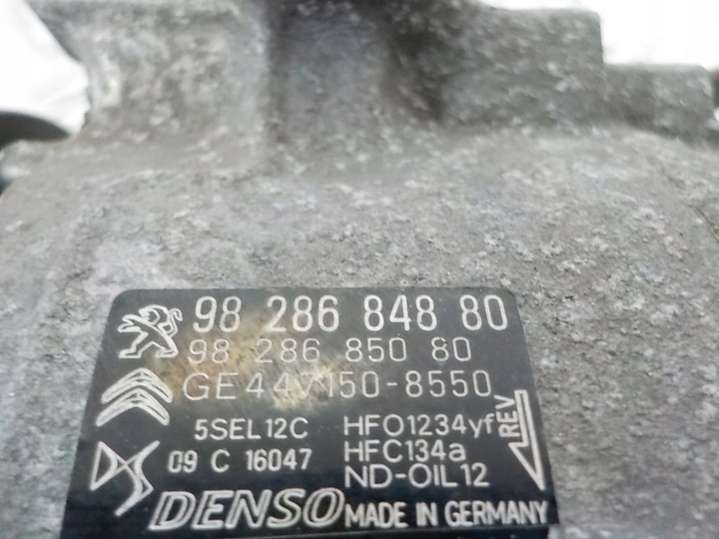 98 286 848 80
98 286 850 80
GE447150-8550
5SEL12C HFO1234yf
09 C 16047 HFC134a
ND-OIL12
REV
DENSO MADE IN GERMANY